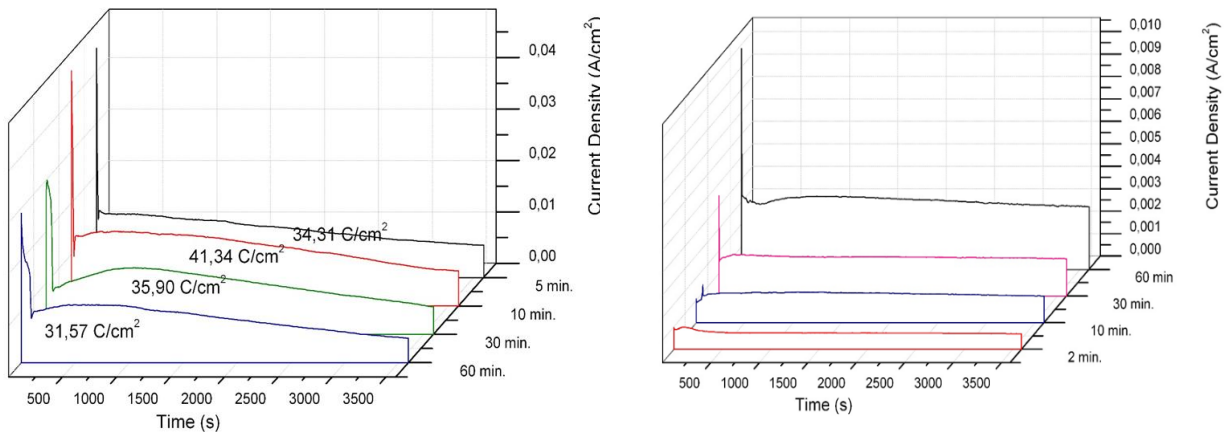 0,04
0,03
0,02
0,01
0,00
Current Density (A/cm²)
34,31 C/cm²
41,34 C/cm²
35,90 C/cm²
31,57 C/cm²
5 min.
10 min.
30 min.
60 min.
500 1000 1500 2000 2500 3000 3500
Time (s)
0,010
0,009
0,008
0,007
0,006
0,005
0,004
0,003
0,002
0,001
0,000
Current Density (A/cm²)
60 min
30 min.
10 min.
2 min.
500 1000 1500 2000 2500 3000 3500
Time (s)